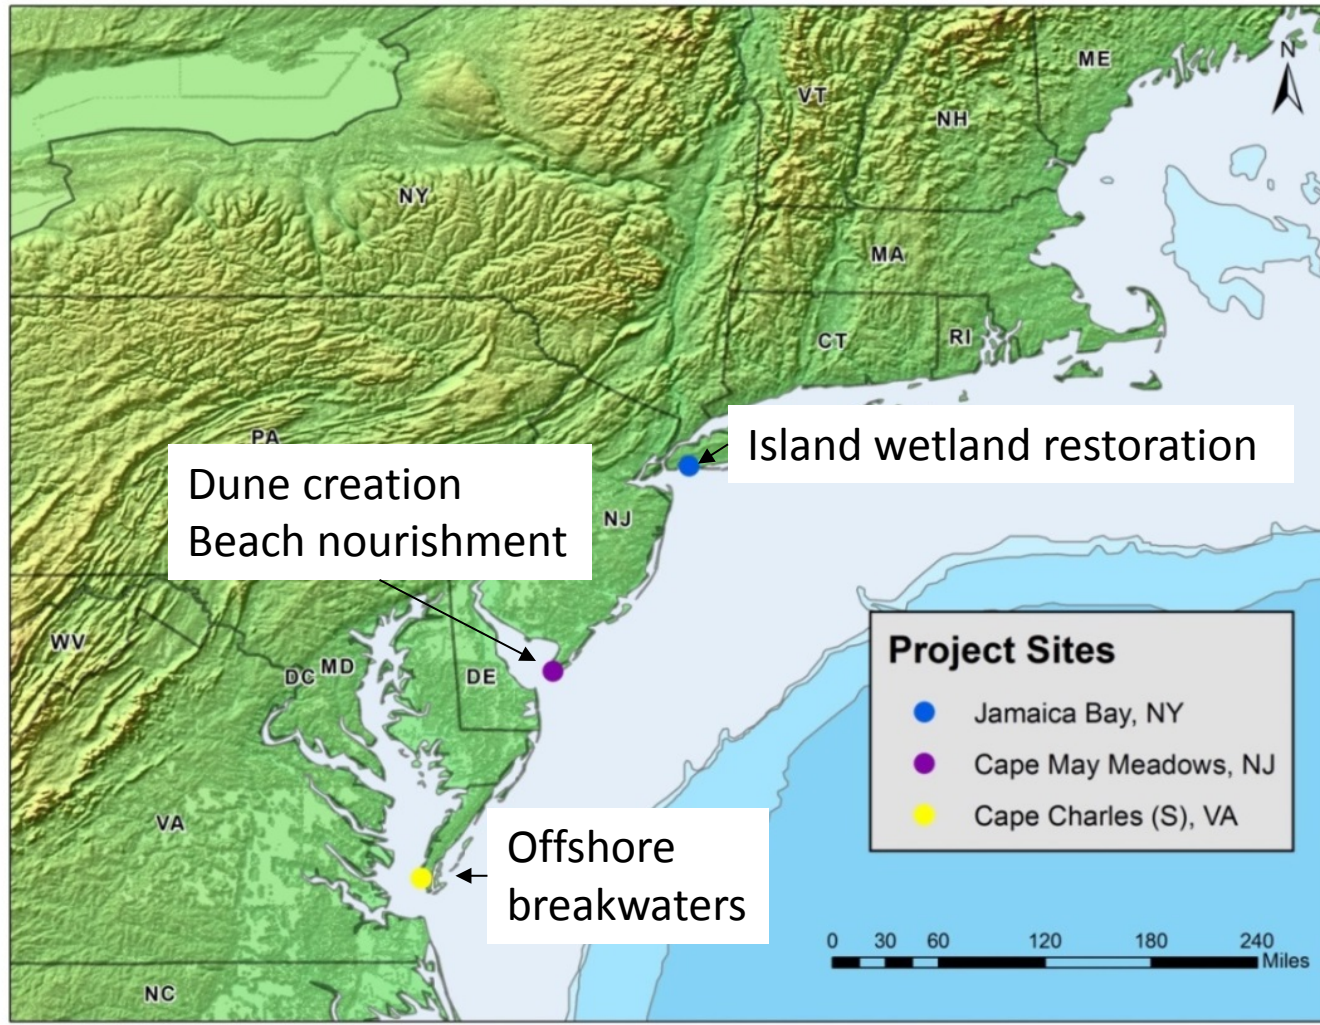 ME
N
VT
NH
NY
MA
CT
RI
PA
Island wetland restoration
Dune creation
Beach nourishment
NJ
WV
DC
MD
DE
Project Sites
Jamaica Bay, NY
Cape May Meadows, NJ
Cape Charles (S), VA
VA
Offshore
breakwaters
0 30 60 120 180 240
Miles
NC